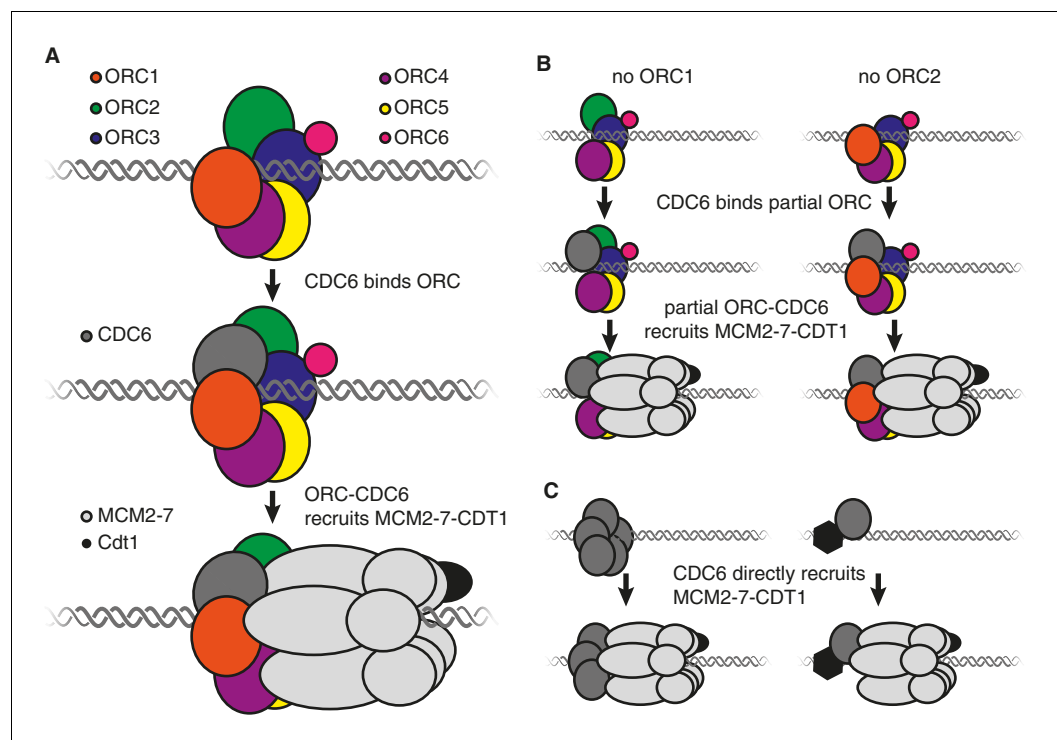 A
ORC1
ORC2
ORC3
ORC4
ORC5
ORC6
CDC6 binds ORC
CDC6
ORC-CDC6
recruits MCM2-7-CDT1
MCM2-7
Cdt1
B
no ORC1
no ORC2
CDC6 binds partial ORC
partial ORC-CDC6
recruits MCM2-7-CDT1
C
CDC6 directly recruits
MCM2-7-CDT1